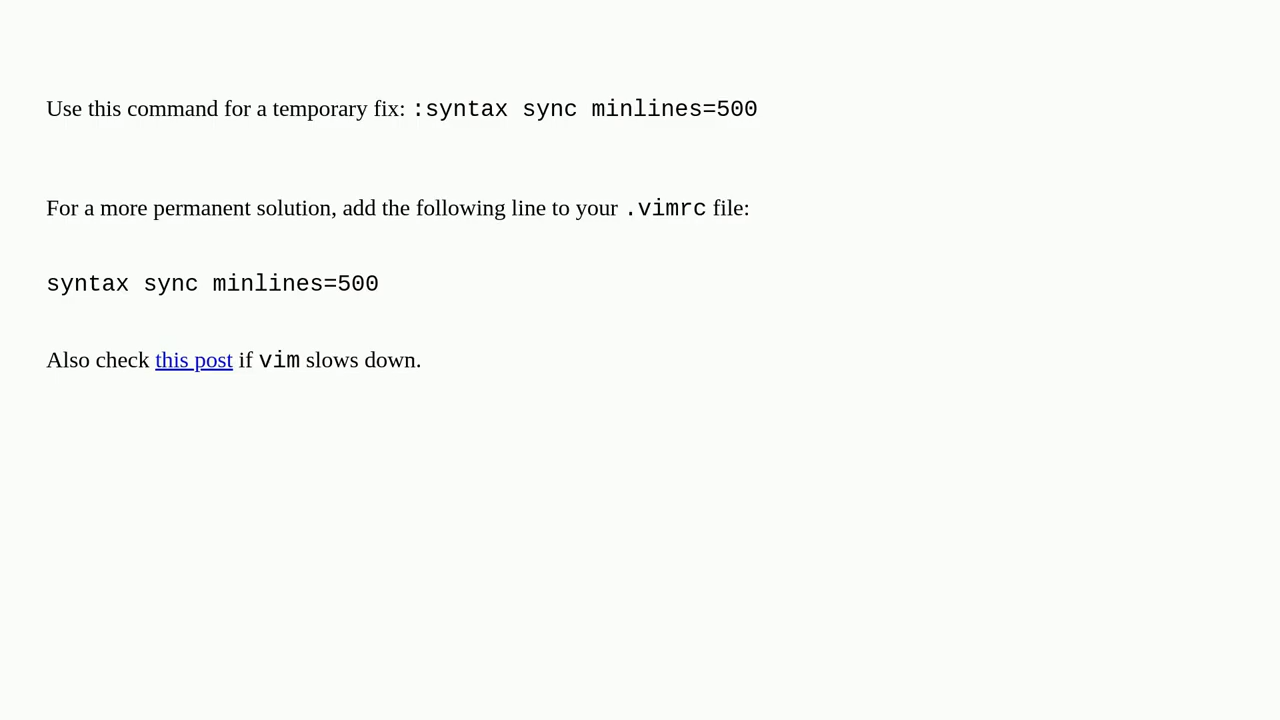 Use this command for a temporary fix: :syntax sync minlines=500
For a more permanent solution, add the following line to your .vimrc file:
syntax sync minlines=500
Also check this post if vim slows down.